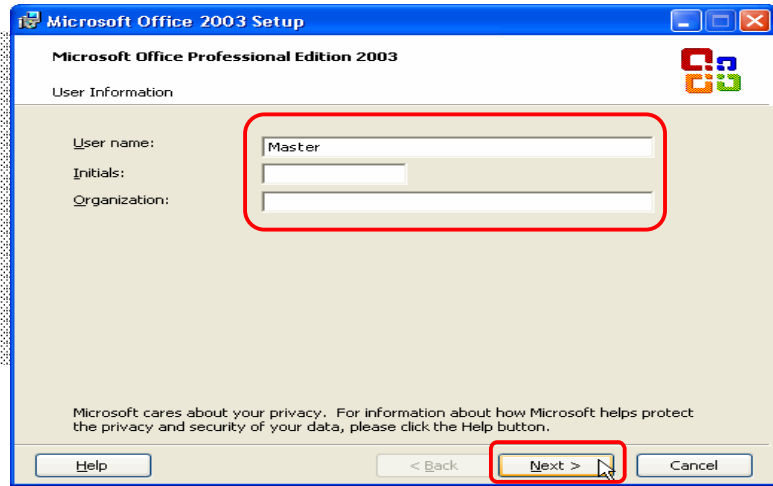 Microsoft Office 2003 Setup
Microsoft Office Professional Edition 2003
User Information
User name: Master
Initials:
Organization:
Microsoft cares about your privacy. For information about how Microsoft helps protect
the privacy and security of your data, please click the Help button.
Help < Back Next > Cancel